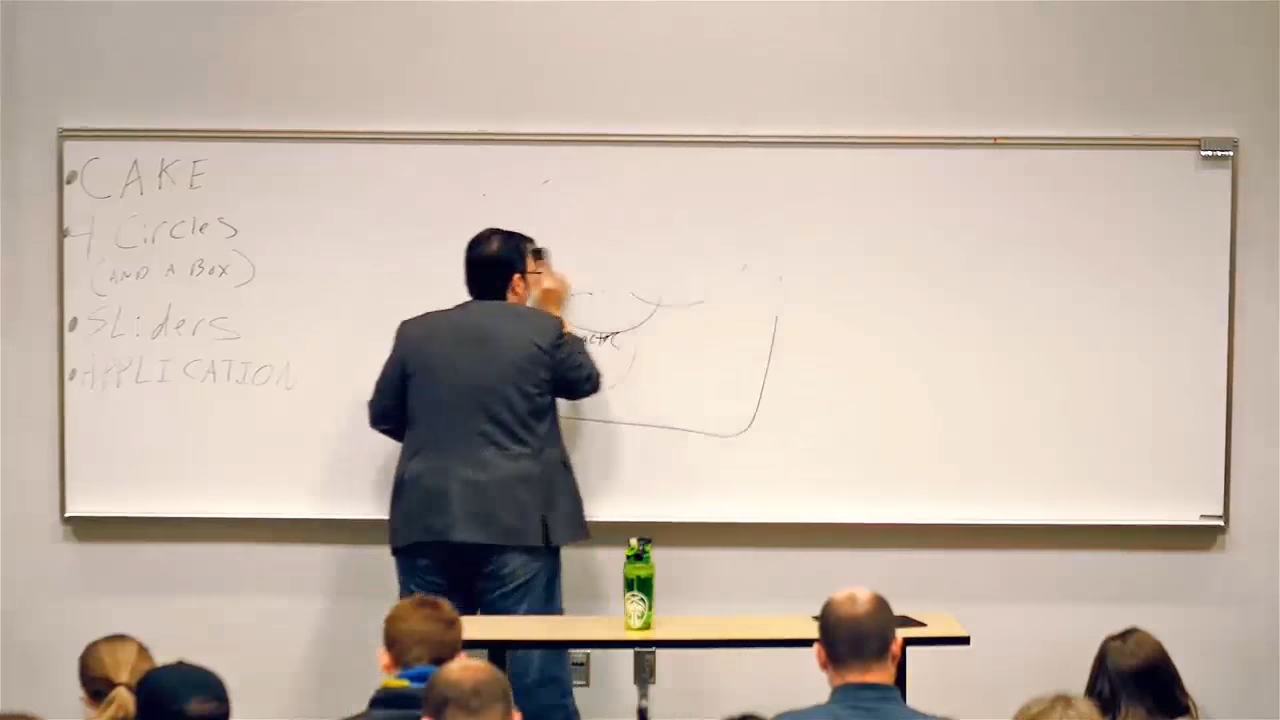 • CAKE
• 4 Circles
(AND A BOX)
• SLiders
• APPLICATION